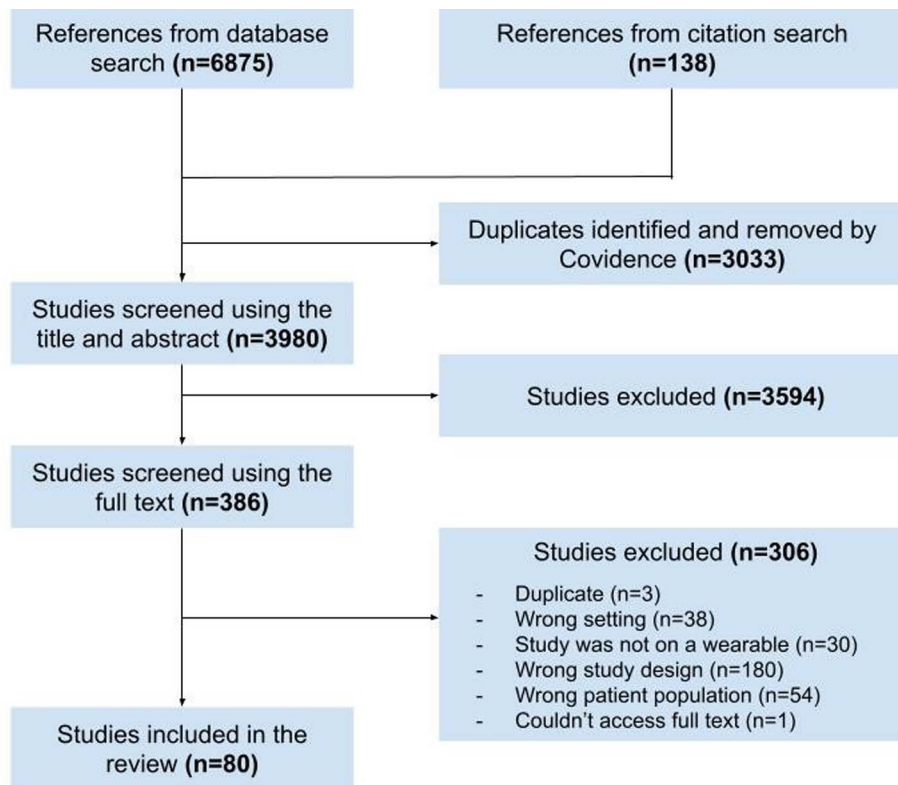 References from database
search (n=6875)
References from citation search
(n=138)
Duplicates identified and removed by
Covidence (n=3033)
Studies screened using the
title and abstract (n=3980)
Studies excluded (n=3594)
Studies screened using the
full text (n=386)
Studies excluded (n=306)
- Duplicate (n=3)
- Wrong setting (n=38)
- Study was not on a wearable (n=30)
- Wrong study design (n=180)
- Wrong patient population (n=54)
- Couldn't access full text (n=1)
Studies included in the
review (n=80)